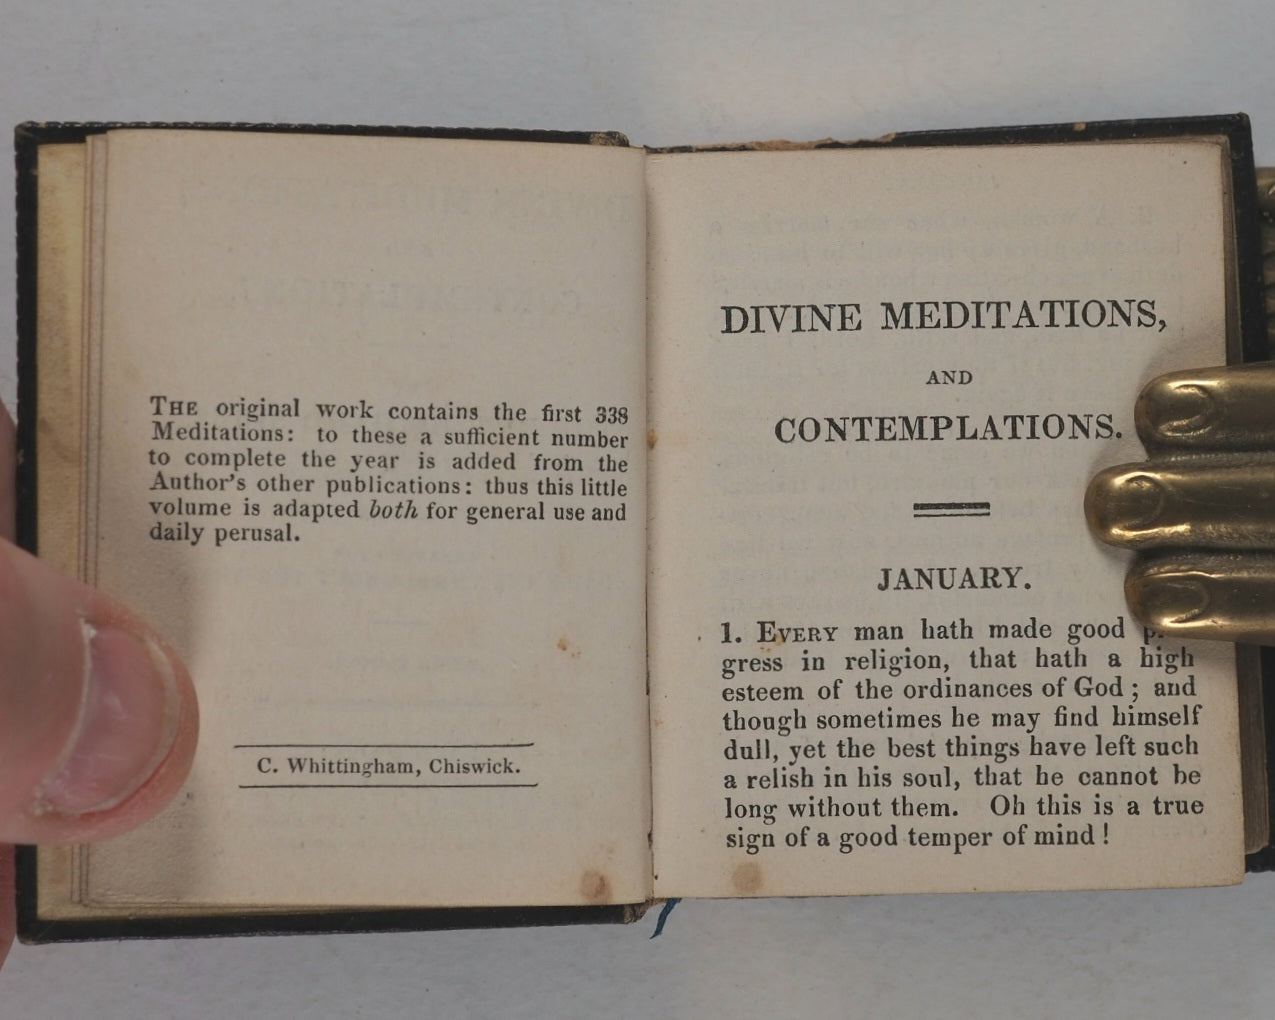 THE original work contains the first 338
Meditations: to these a sufficient number
to complete the year is added from the
Author's other publications: thus this little
volume is adapted both for general use and
daily perusal.
C. Whittingham, Chiswick.
DIVINE MEDITATIONS,
AND
CONTEMPLATIONS.
JANUARY.
1. EVERY man hath made good
gress in religion, that hath a high
esteem of the ordinances of God; and
though sometimes he may find himself
dull, yet the best things have left such
a relish in his soul, that he cannot be
long without them. Oh this is a true
sign of a good temper of mind!